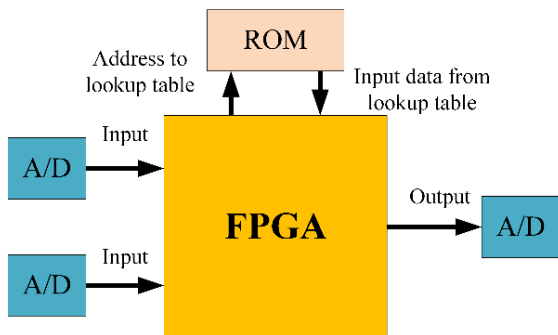 ROM
Address to
lookup table
Input data from
lookup table
Input
A/D
FPGA
Output
A/D
Input
A/D